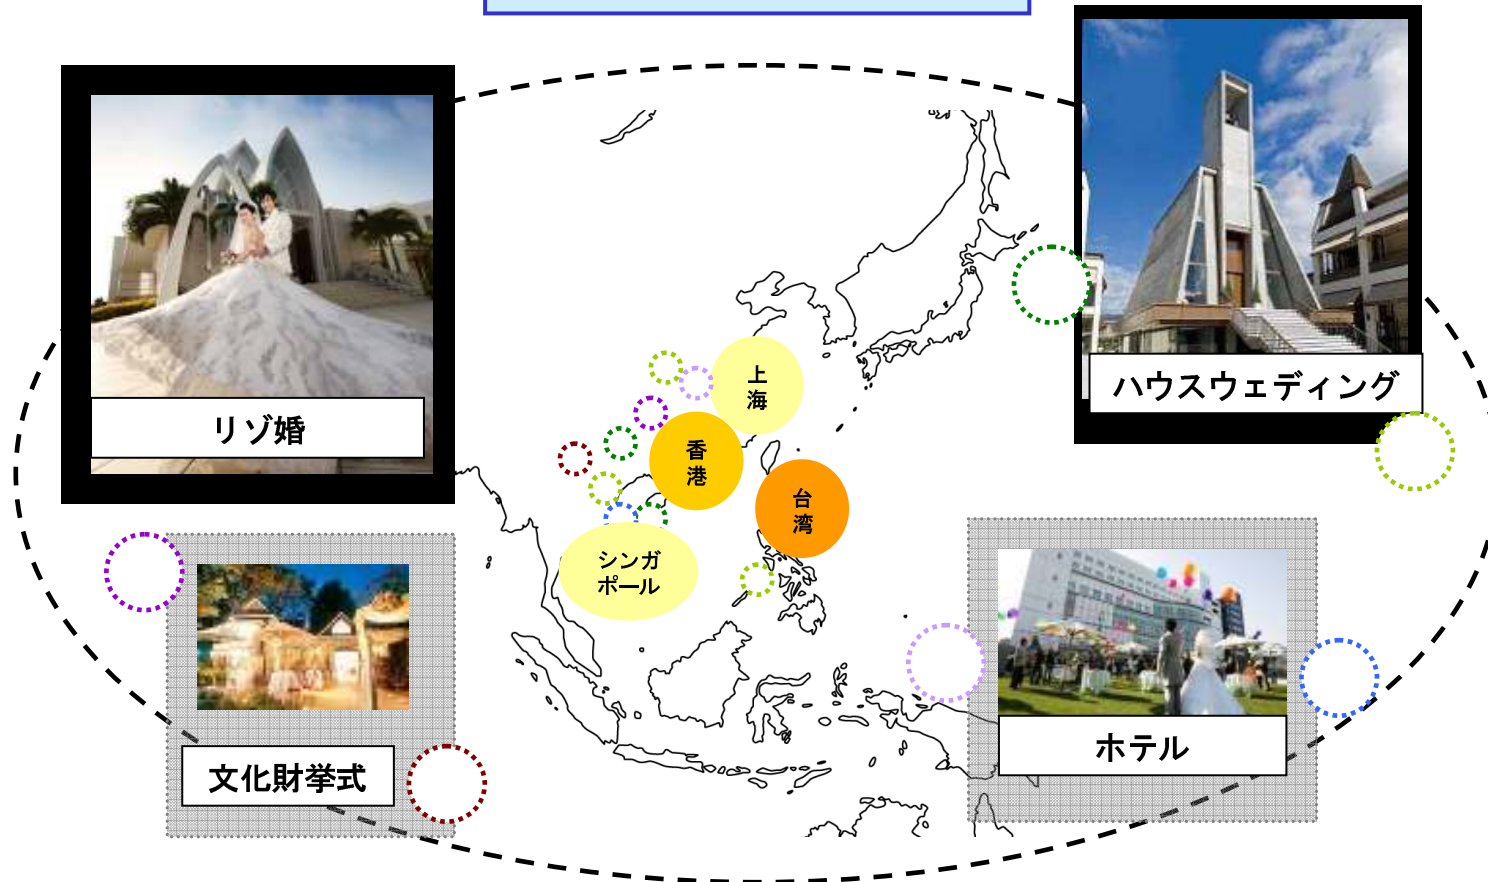 リゾ婚
ハウスウェディング
上
海
香
港
台
湾
シンガ
ポール
文化財挙式
ホテル